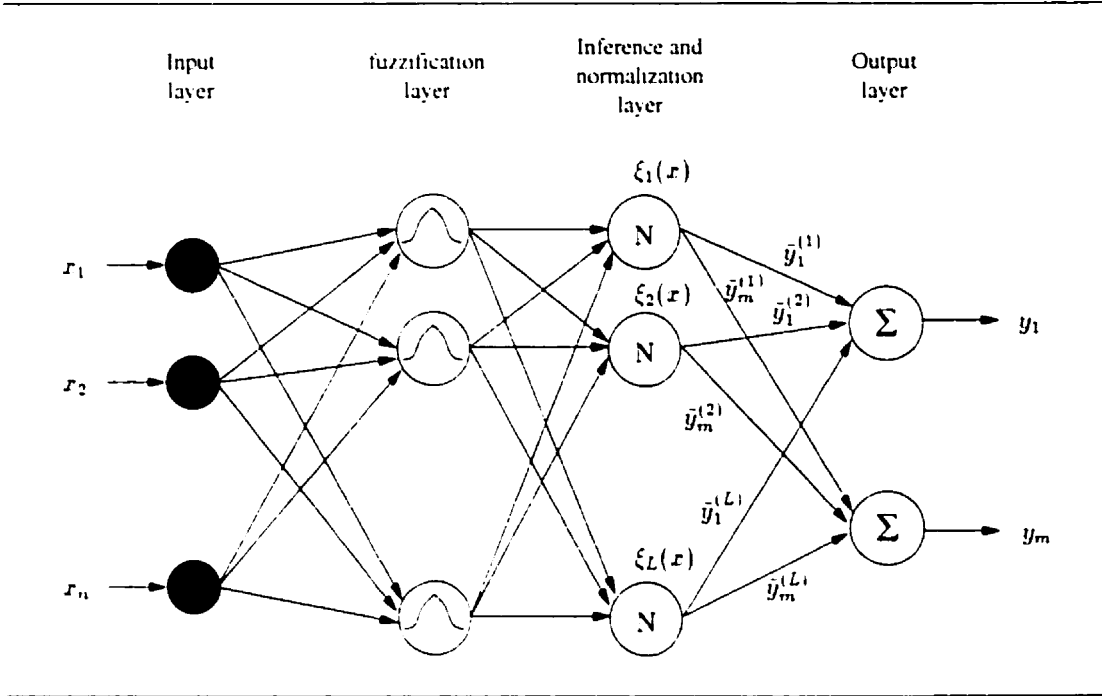 Input
layer
fuzzification
layer
Inference and
normalization
layer
Output
layer
ξ₁(x)
N
ξ₂(x)
N
ξL(x)
N
x₁
x₂
xₙ
ȳ₁⁽¹⁾
ȳₘ⁽¹⁾
ȳ₁⁽²⁾
ȳₘ⁽²⁾
ȳ₁⁽ᴸ⁾
ȳₘ⁽ᴸ⁾
Σ
y₁
Σ
yₘ